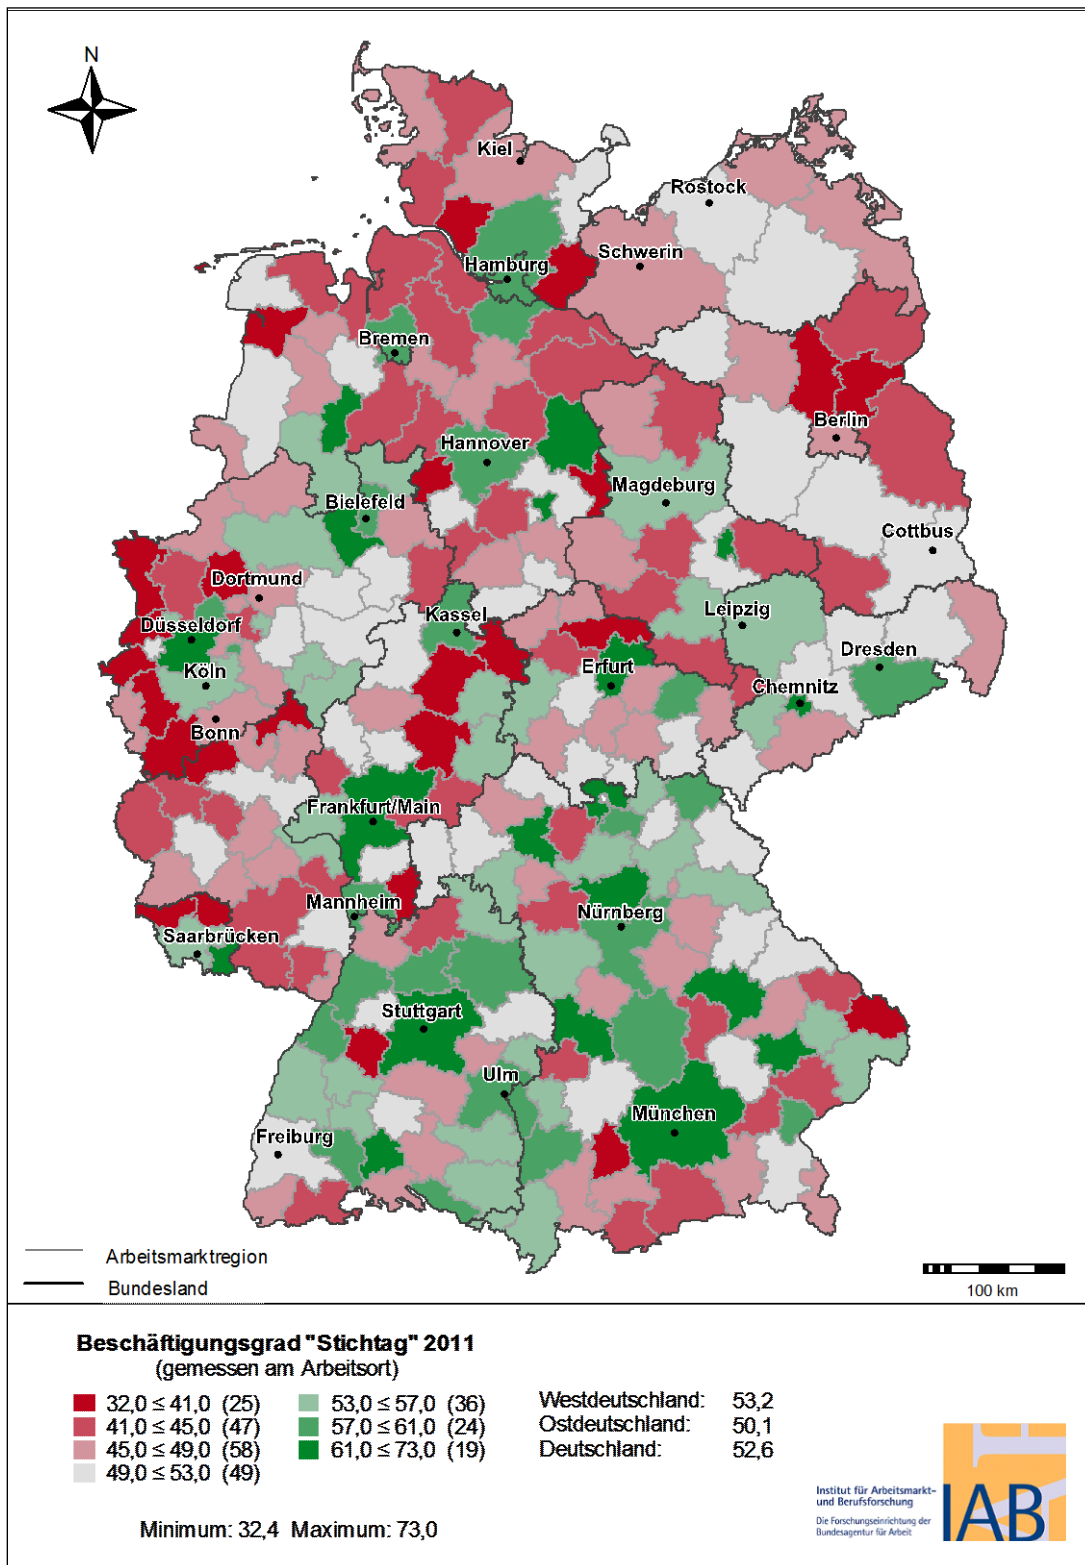 N
Kiel
Rostock
Schwerin
Hamburg
Bremen
Berlin
Hannover
Magdeburg
Bielefeld
Cottbus
Dortmund
Kassel
Leipzig
Düsseldorf
Dresden
Köln
Erfurt
Chemnitz
Bonn
Frankfurt/Main
Mannheim
Nürnberg
Saarbrücken
Stuttgart
Ulm
München
Freiburg
Arbeitsmarktregion
Bundesland
100 km
Beschäftigungsgrad "Stichtag" 2011
(gemessen am Arbeitsort)
32,0 ≤ 41,0 (25)
41,0 ≤ 45,0 (47)
45,0 ≤ 49,0 (58)
49,0 ≤ 53,0 (49)
53,0 ≤ 57,0 (36)
57,0 ≤ 61,0 (24)
61,0 ≤ 73,0 (19)
Westdeutschland: 53,2
Ostdeutschland: 50,1
Deutschland: 52,6
Minimum: 32,4 Maximum: 73,0
Institut für Arbeitsmarkt-
und Berufsforschung
Die Forschungseinrichtung der
Bundesagentur für Arbeit
IAB